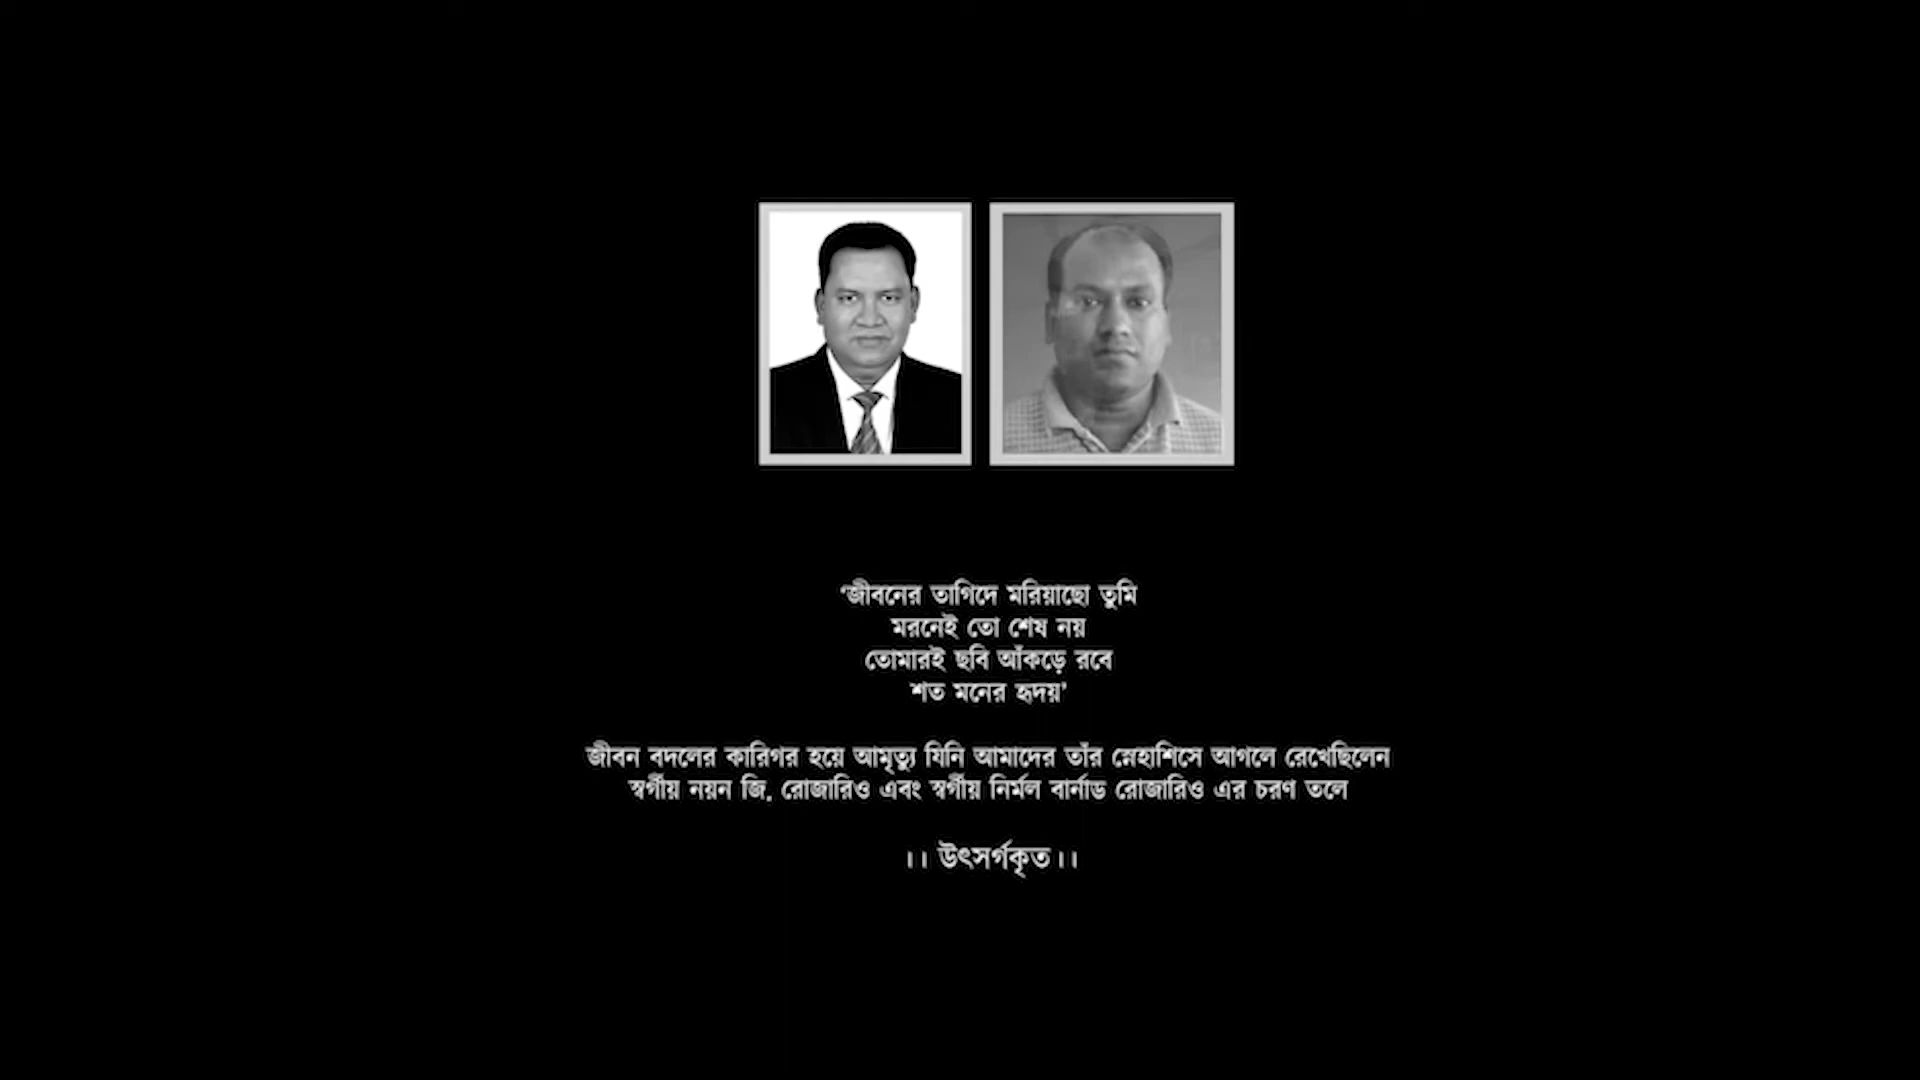 ‘জীবনের তাগিদে মরিয়াছো তুমি
মরনেই তো শেষ নয়
তোমারই ছবি আঁকড়ে রবে
শত মনের হৃদয়’
জীবন বদলের কারিগর হয়ে আমৃত্যু যিনি আমাদের তাঁর স্নেহাশিসে আগলে রেখেছিলেন
স্বর্গীয় নয়ন জি. রোজারিও এবং স্বর্গীয় নির্মল বার্নাড রোজারিও এর চরণ তলে
।। উৎসর্গকৃত ।।